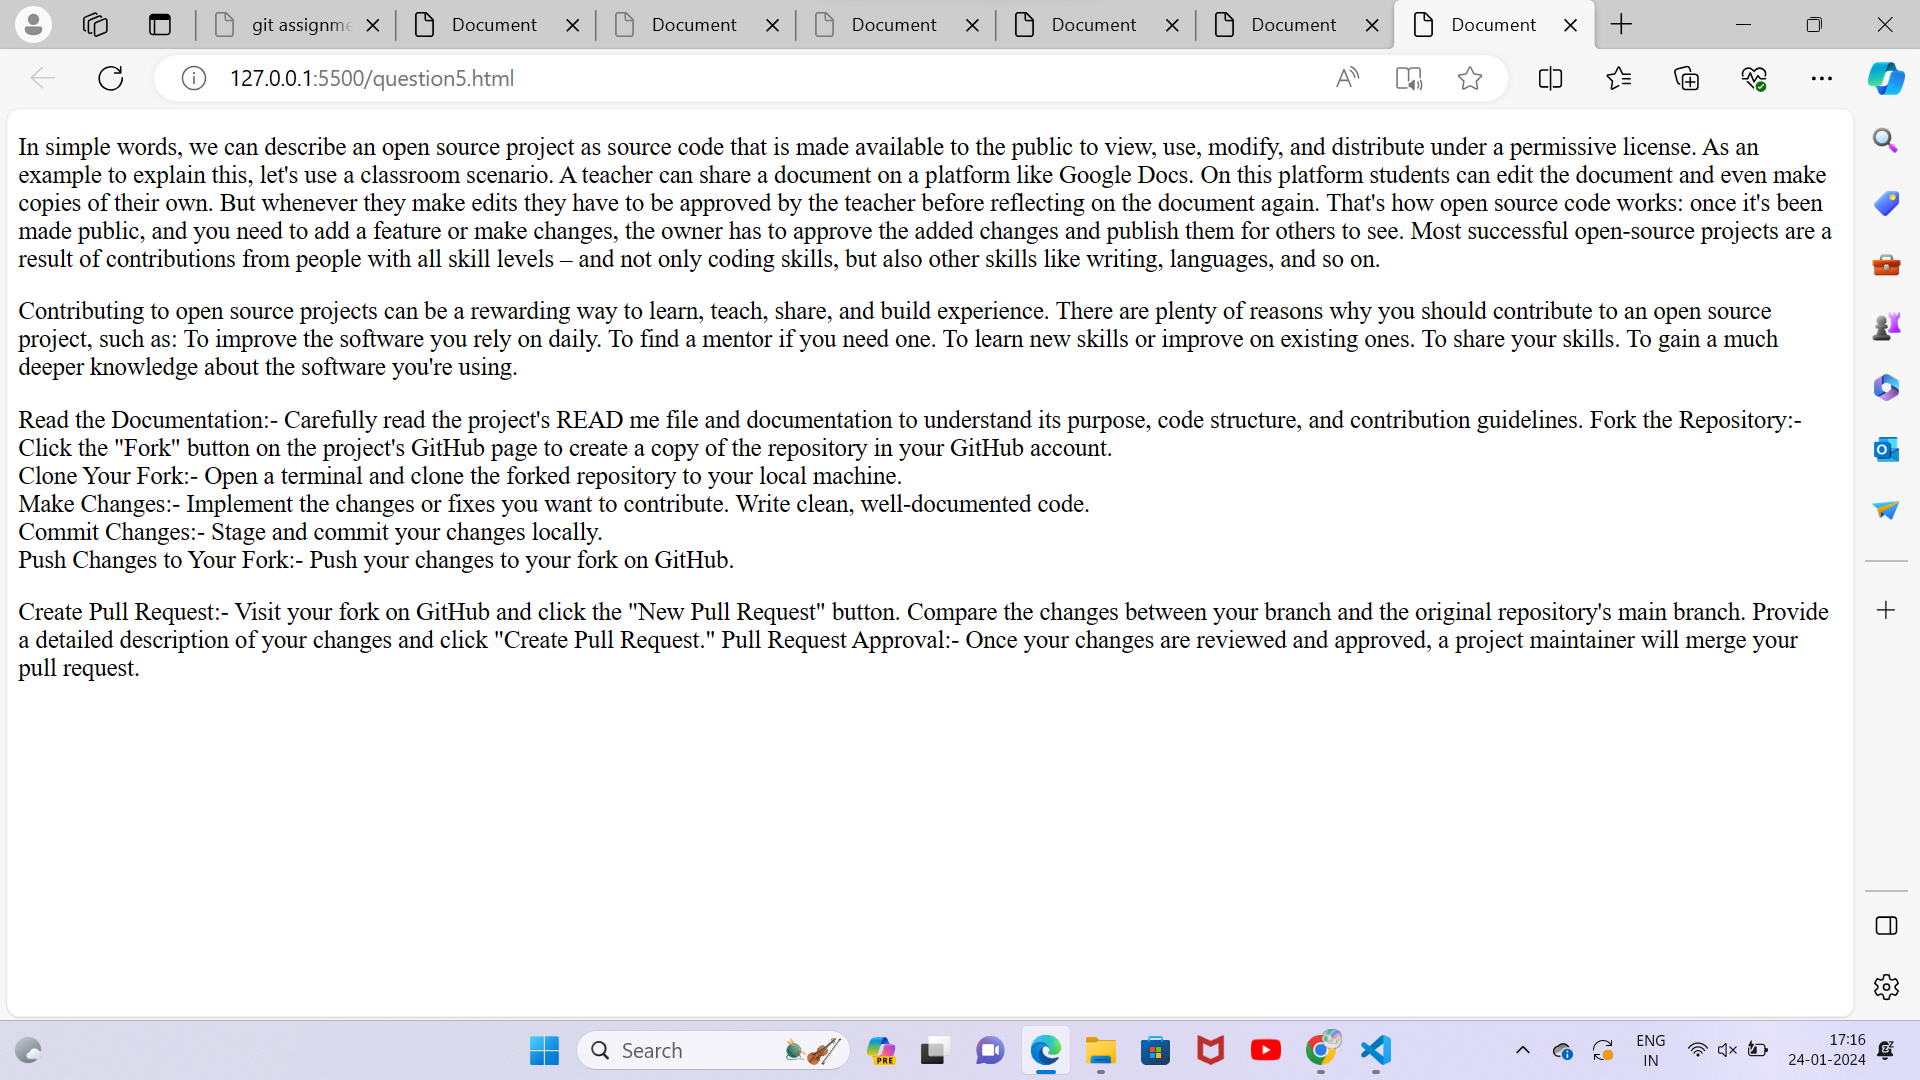 git assignme
Document
Document
Document
Document
Document
Document
127.0.0.1:5500/question5.html
In simple words, we can describe an open source project as source code that is made available to the public to view, use, modify, and distribute under a permissive license. As an
example to explain this, let's use a classroom scenario. A teacher can share a document on a platform like Google Docs. On this platform students can edit the document and even make
copies of their own. But whenever they make edits they have to be approved by the teacher before reflecting on the document again. That's how open source code works: once it's been
made public, and you need to add a feature or make changes, the owner has to approve the added changes and publish them for others to see. Most successful open-source projects are a
result of contributions from people with all skill levels – and not only coding skills, but also other skills like writing, languages, and so on.
Contributing to open source projects can be a rewarding way to learn, teach, share, and build experience. There are plenty of reasons why you should contribute to an open source
project, such as: To improve the software you rely on daily. To find a mentor if you need one. To learn new skills or improve on existing ones. To share your skills. To gain a much
deeper knowledge about the software you're using.
Read the Documentation:- Carefully read the project's READ me file and documentation to understand its purpose, code structure, and contribution guidelines. Fork the Repository:-
Click the "Fork" button on the project's GitHub page to create a copy of the repository in your GitHub account.
Clone Your Fork:- Open a terminal and clone the forked repository to your local machine.
Make Changes:- Implement the changes or fixes you want to contribute. Write clean, well-documented code.
Commit Changes:- Stage and commit your changes locally.
Push Changes to Your Fork:- Push your changes to your fork on GitHub.
Create Pull Request:- Visit your fork on GitHub and click the "New Pull Request" button. Compare the changes between your branch and the original repository's main branch. Provide
a detailed description of your changes and click "Create Pull Request." Pull Request Approval:- Once your changes are reviewed and approved, a project maintainer will merge your
pull request.
Search
PRE
ENG
IN
17:16
24-01-2024